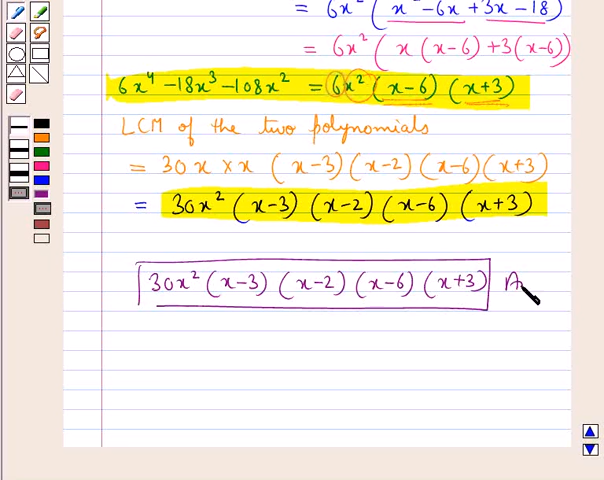 = 6x² ( x² - 6x + 3x - 18 )
= 6x² ( x (x-6) + 3(x-6)
6x⁴ - 18x³ - 108x² = 6x² (x-6) (x+3)
LCM of the two polynomials
= 30 x × x (x-3)(x-2)(x-6)(x+3)
= 30x² (x-3) (x-2) (x-6) (x+3)
30x² (x-3) (x-2) (x-6) (x+3) A